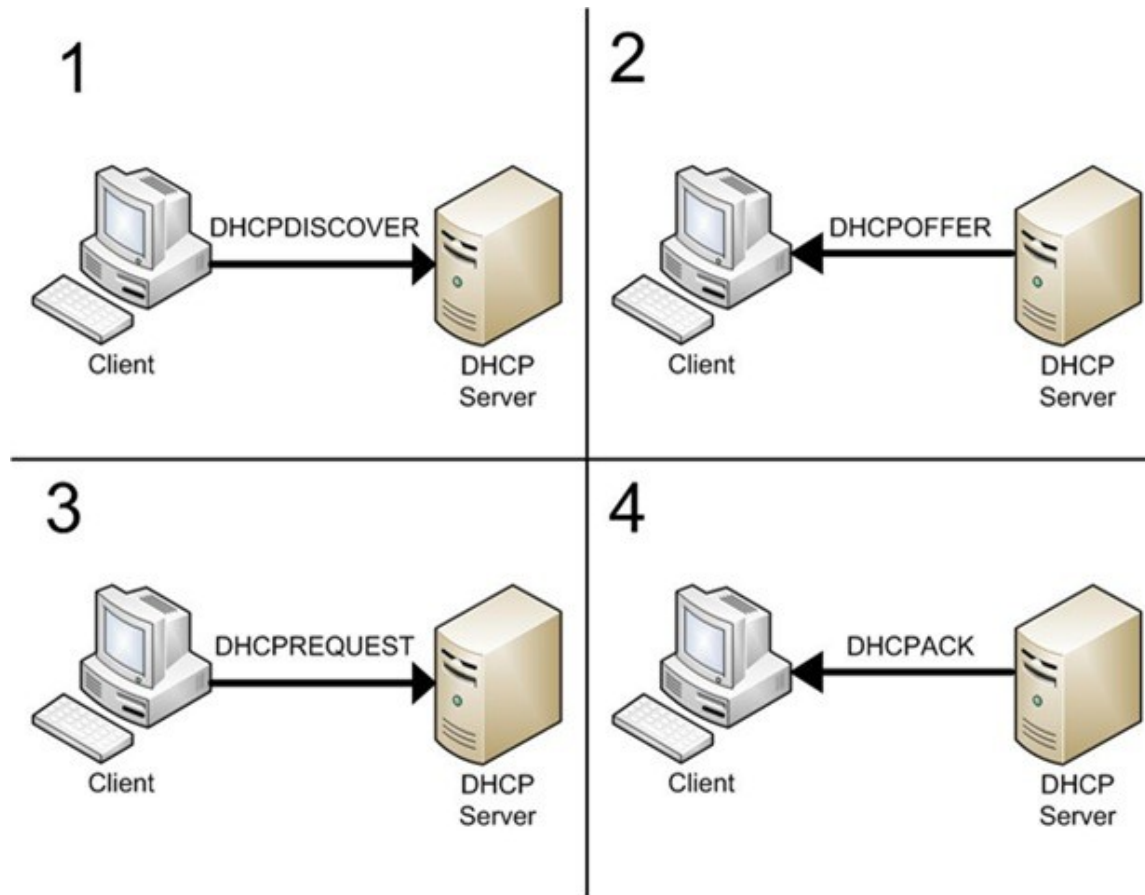 1
DHCPDISCOVER
Client
DHCP
Server
2
DHCPOFFER
Client
DHCP
Server
3
DHCPREQUEST
Client
DHCP
Server
4
DHCPACK
Client
DHCP
Server